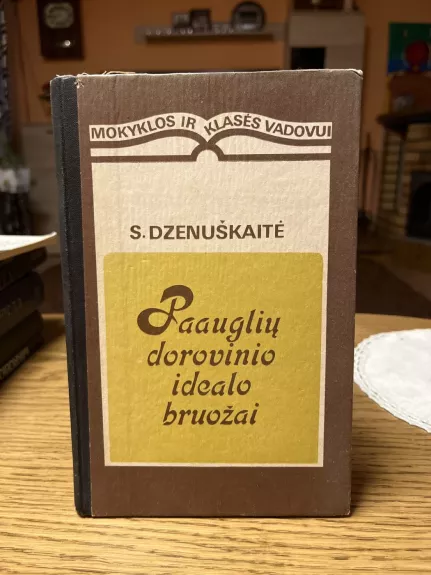 MOKYKLOS IR KLASĖS VADOVUI
S. DZENUŠKAITĖ
Paauglių
dorovinio
idealo
bruožai